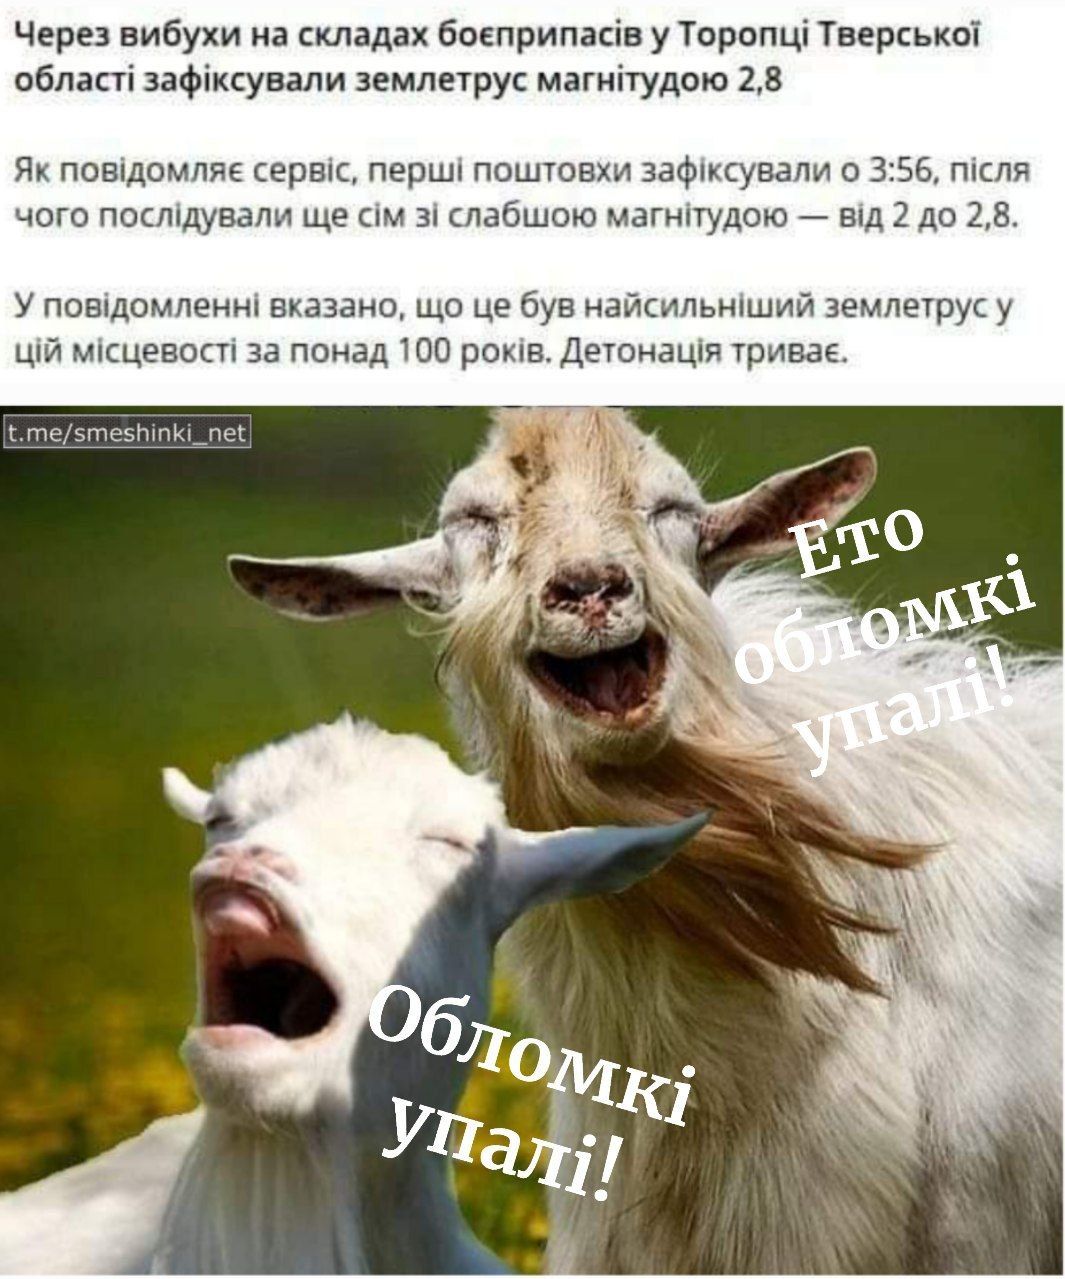 Через вибухи на складах боєприпасів у Торопці Тверської
області зафіксували землетрус магнітудою 2,8
Як повідомляє сервіс, перші поштовхи зафіксували о 3:56, після
чого послідували ще сім зі слабшою магнітудою — від 2 до 2,8.
У повідомленні вказано, що це був найсильніший землетрус у
цій місцевості за понад 100 років. Детонація триває.
t.me/smeshinki_net
Ето
обломкі
упалі!
Обломкі
упалі!